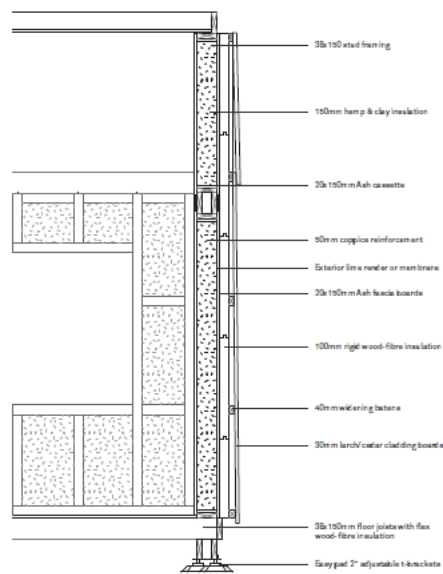 38x150 stud framing
150mm hemp & clay insulation
20x150mm Ash cassette
50mm coppice reinforcement
Exterior lime render or membrane
20x150mm Ash fascia boards
100mm rigid wood-fibre insulation
40mm widening batens
30mm larch/cedar cladding boards
38x150mm floor joists with flax
wood-fibre insulation
Easypad 2" adjustable t-brackets